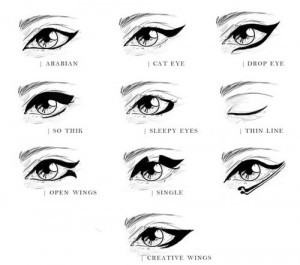 | ARABIAN
| CAT EYE
| DROP EYE
| SO THIK
| SLEEPY EYES
| THIN LINE
| OPEN WINGS
| SINGLE
| CREATIVE WINGS